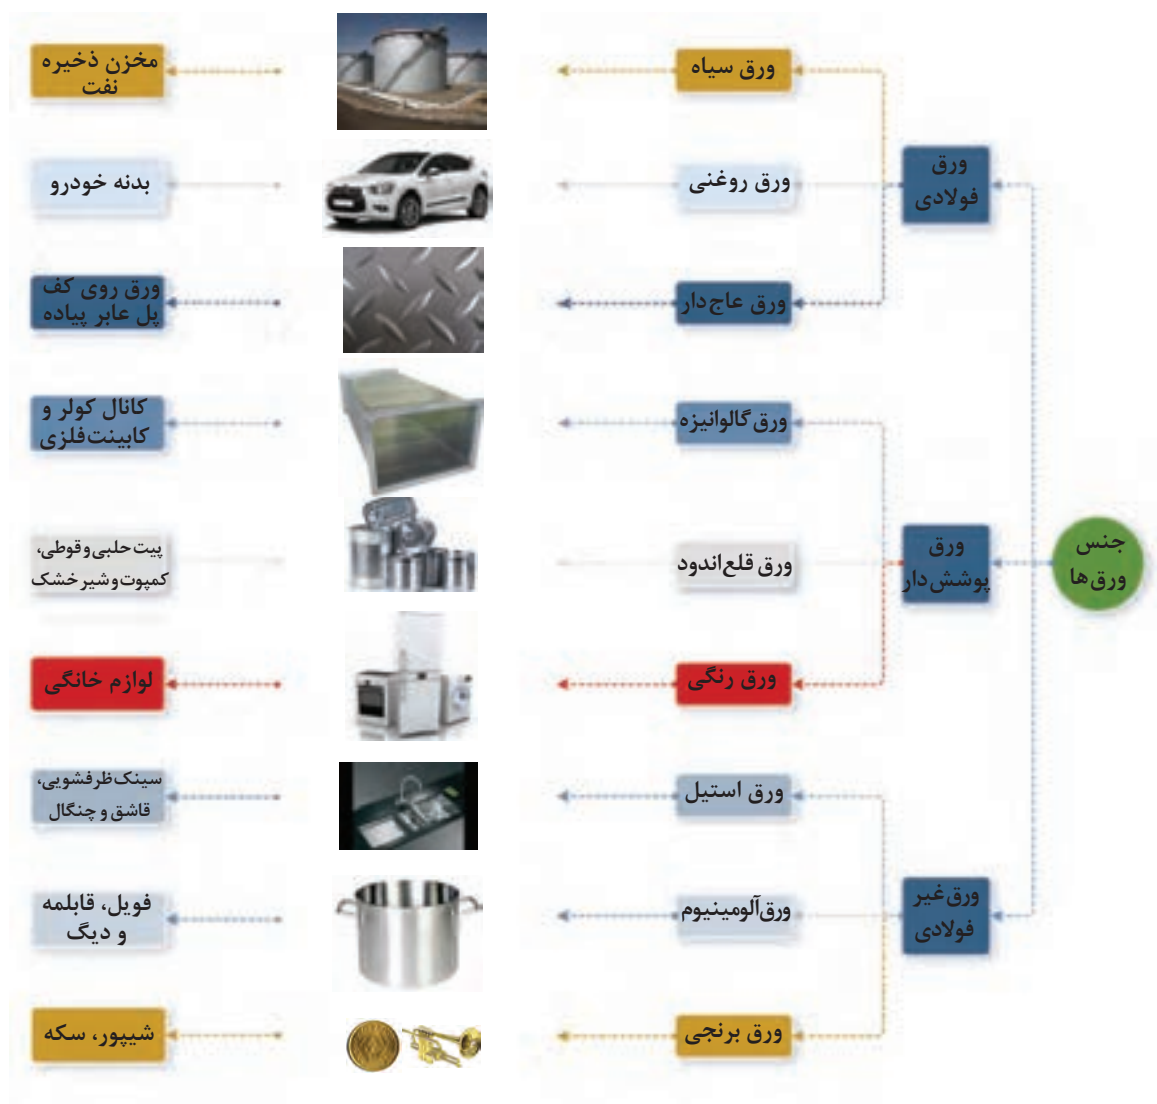 جنس
ورق‌ها
ورق
فولادی
ورق سیاه
مخزن ذخیره
نفت
ورق روغنی
بدنه خودرو
ورق عاج‌دار
ورق روی کف
پل عابر پیاده
ورق
پوشش‌دار
ورق گالوانیزه
کانال کولر و
کابینت فلزی
ورق قلع‌اندود
پیت حلبی و قوطی،
کمپوت و شیر خشک
ورق رنگی
لوازم خانگی
ورق غیر
فولادی
ورق استیل
سینک ظرفشویی،
قاشق و چنگال
ورق آلومینیوم
فویل، قابلمه
و دیگ
ورق برنجی
شیپور، سکه